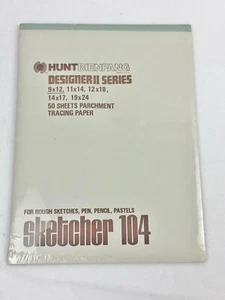 HUNT BIENFANG
DESIGNER II SERIES
9x12, 11x14, 12x18,
14x17, 19x24
50 SHEETS PARCHMENT
TRACING PAPER
FOR ROUGH SKETCHES, PEN, PENCIL, PASTELS
sketcher 104